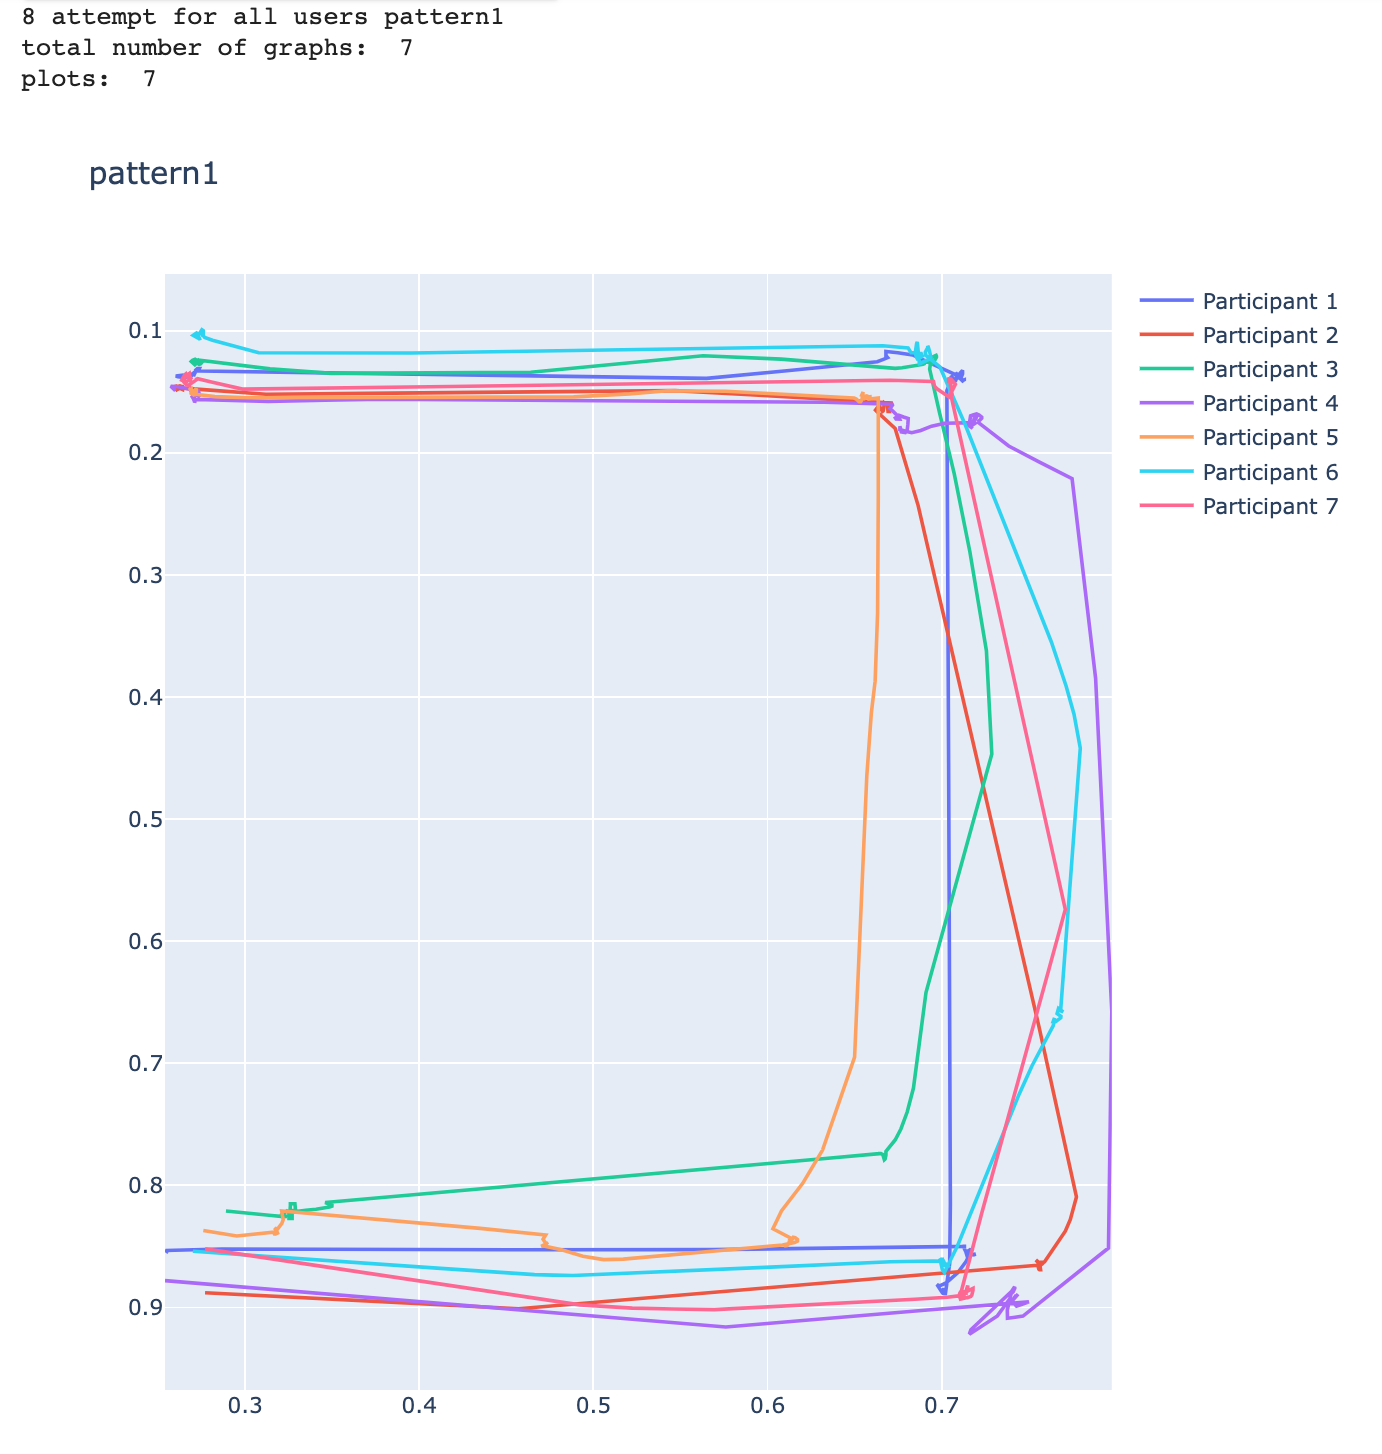 8 attempt for all users pattern1
total number of graphs:  7
plots:  7
pattern1
Participant 1
Participant 2
Participant 3
Participant 4
Participant 5
Participant 6
Participant 7
0.1
0.2
0.3
0.4
0.5
0.6
0.7
0.8
0.9
0.3
0.4
0.5
0.6
0.7